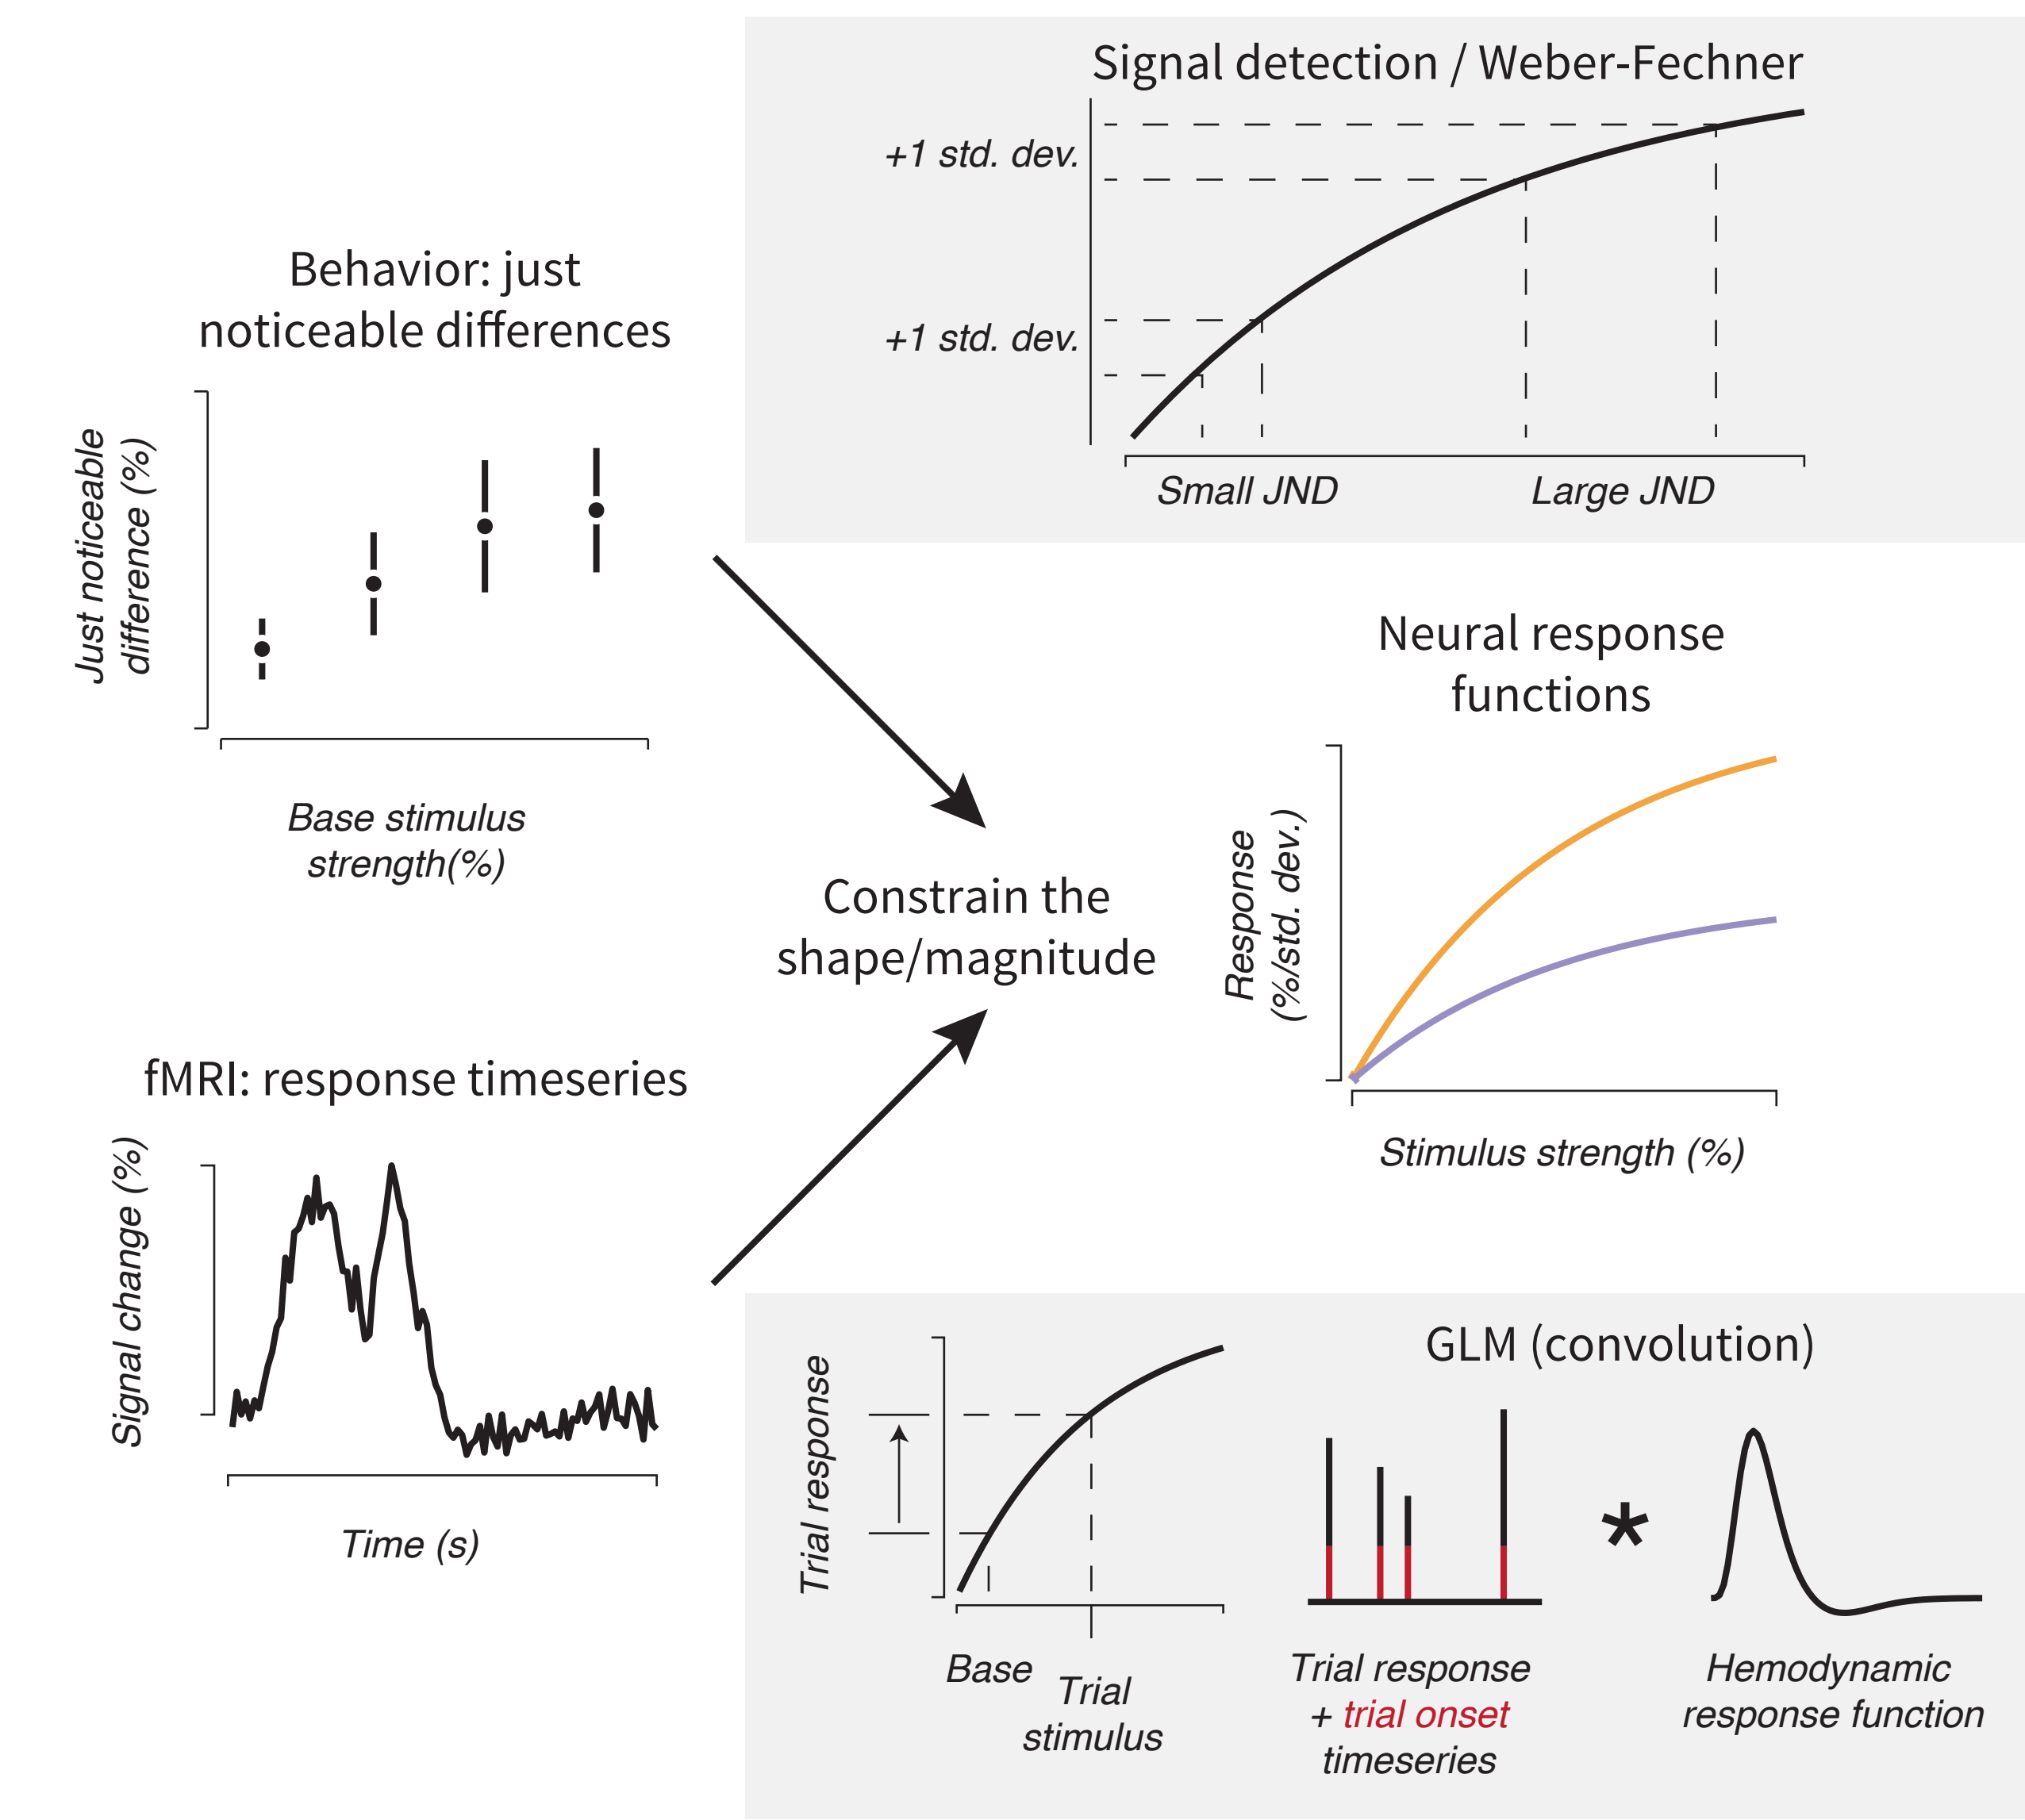 Signal detection / Weber-Fechner
+1 std. dev.
+1 std. dev.
Small JND
Large JND
Behavior: just
noticeable differences
Just noticeable
difference (%)
Base stimulus
strength(%)
Constrain the
shape/magnitude
Neural response
functions
Response
(%/std. dev.)
Stimulus strength (%)
fMRI: response timeseries
Signal change (%)
Time (s)
GLM (convolution)
Trial response
Base
Trial
stimulus
*
Trial response
+ trial onset
timeseries
Hemodynamic
response function